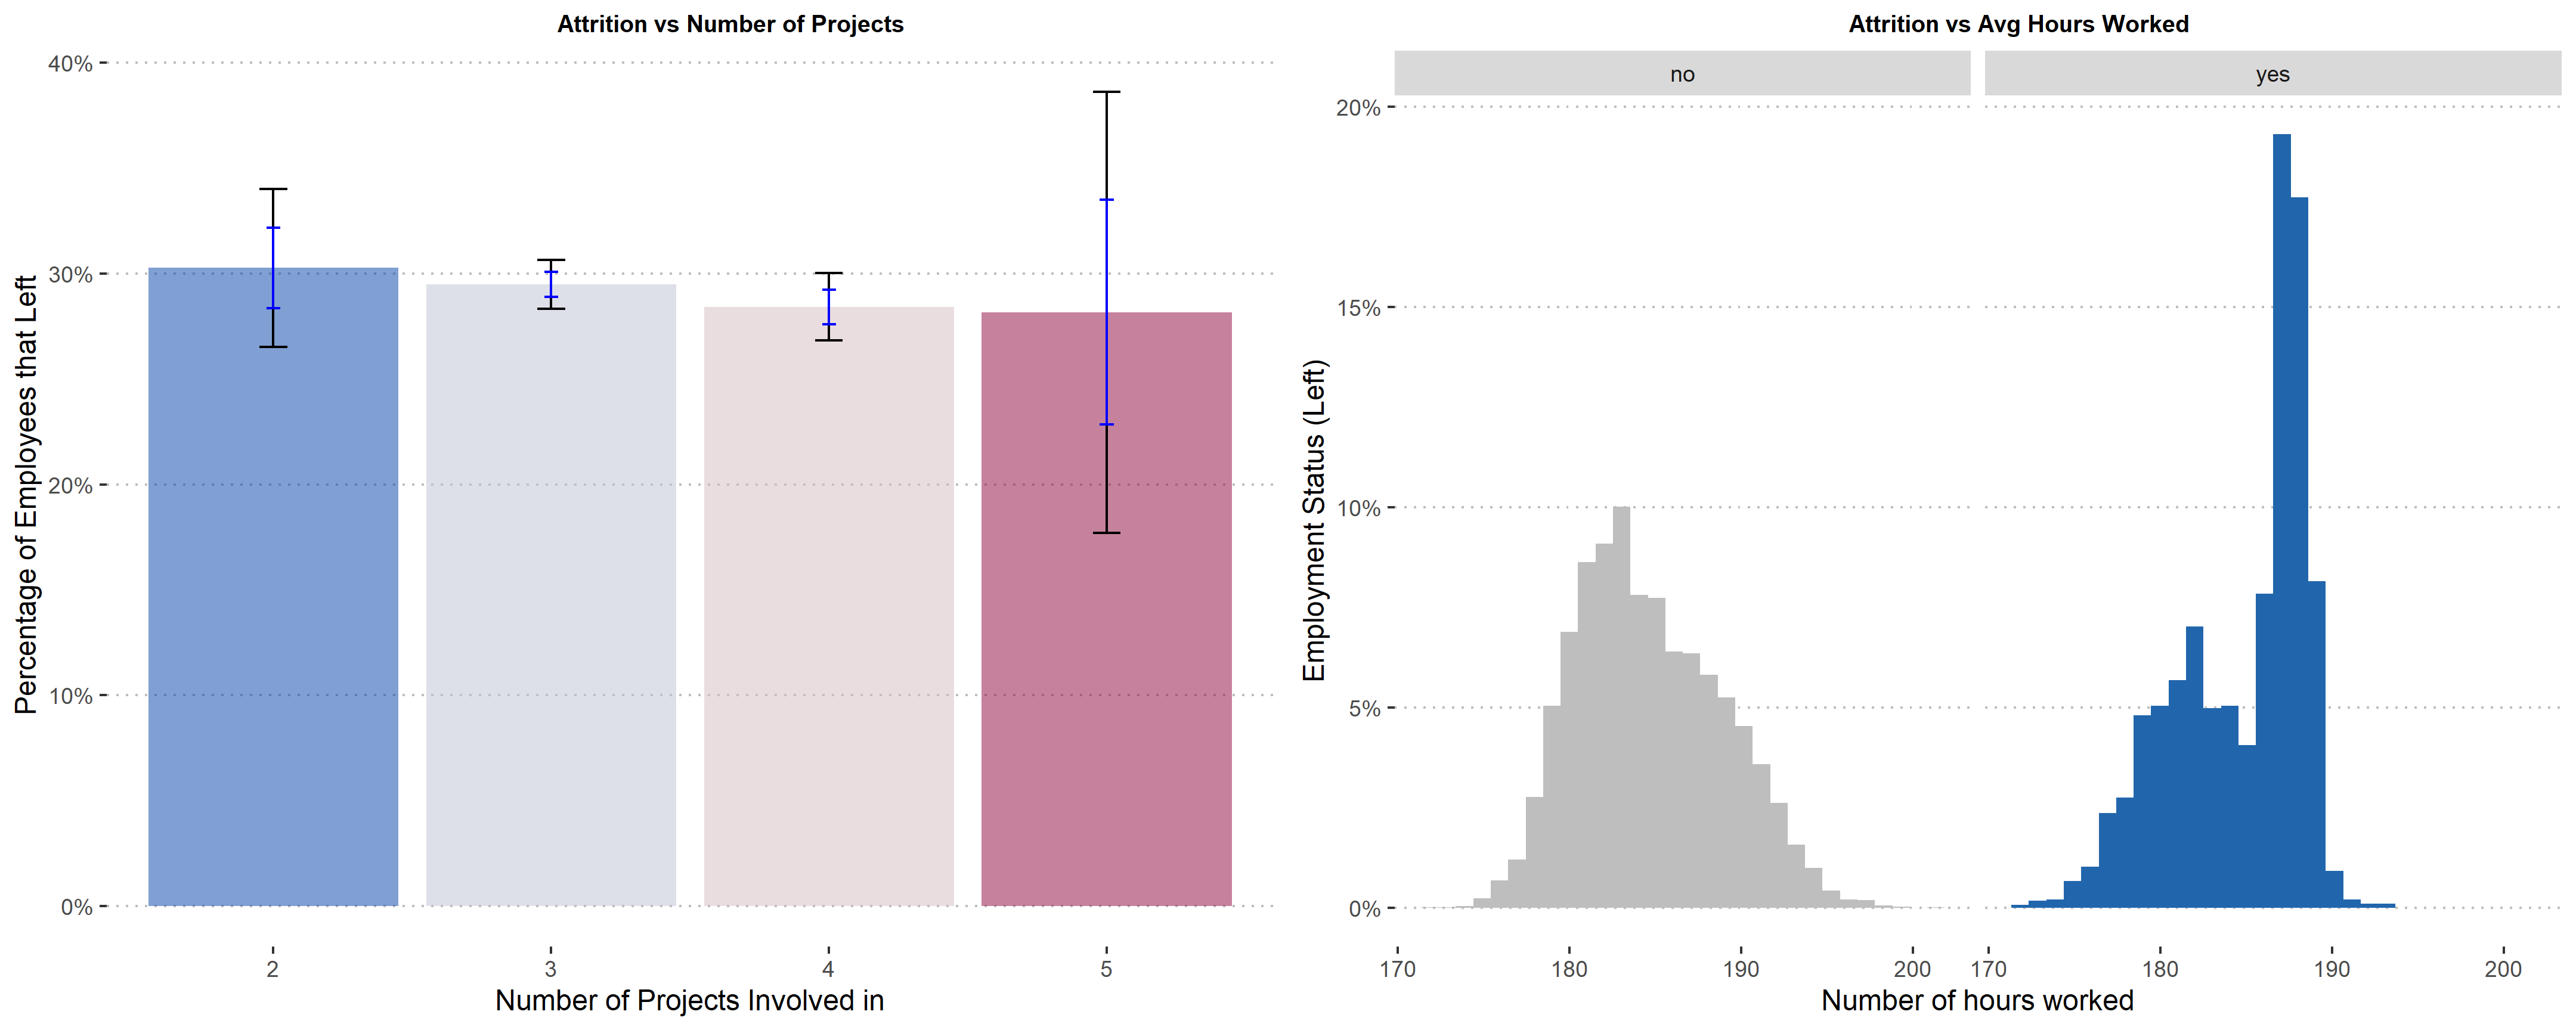 Attrition vs Number of Projects
40%
30%
20%
10%
0%
Percentage of Employees that Left
2 3 4 5
Number of Projects Involved in
Attrition vs Avg Hours Worked
no yes
20%
15%
10%
5%
0%
Employment Status (Left)
170 180 190 200 170 180 190 200
Number of hours worked